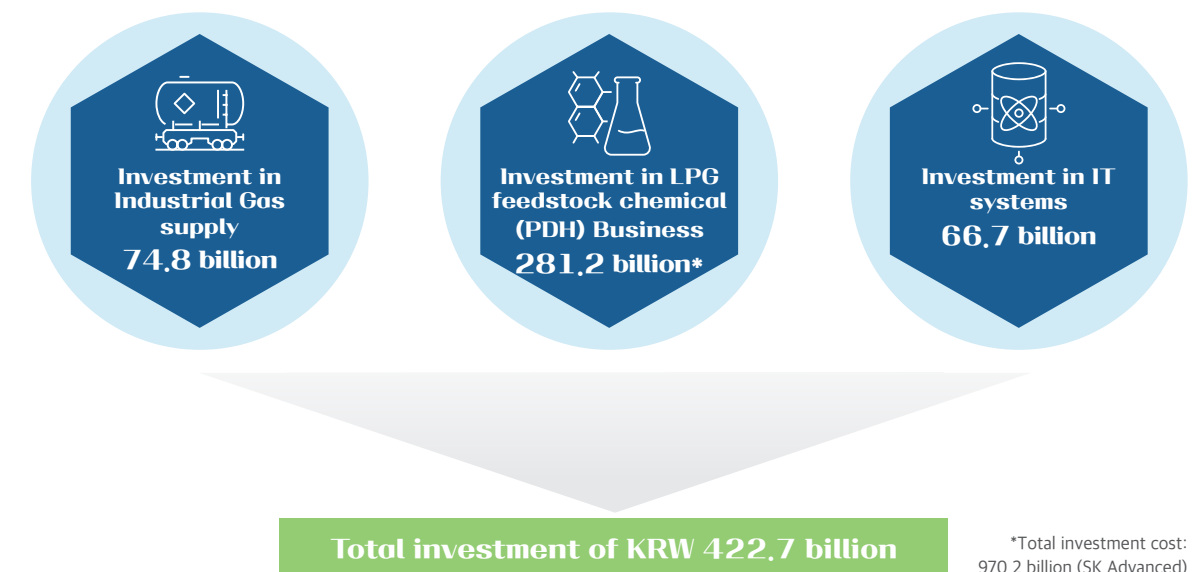 Investment in
Industrial Gas
supply
74.8 billion
Investment in LPG
feedstock chemical
(PDH) Business
281.2 billion*
Investment in IT
systems
66.7 billion
Total investment of KRW 422.7 billion
*Total investment cost:
970.2 billion (SK Advanced)